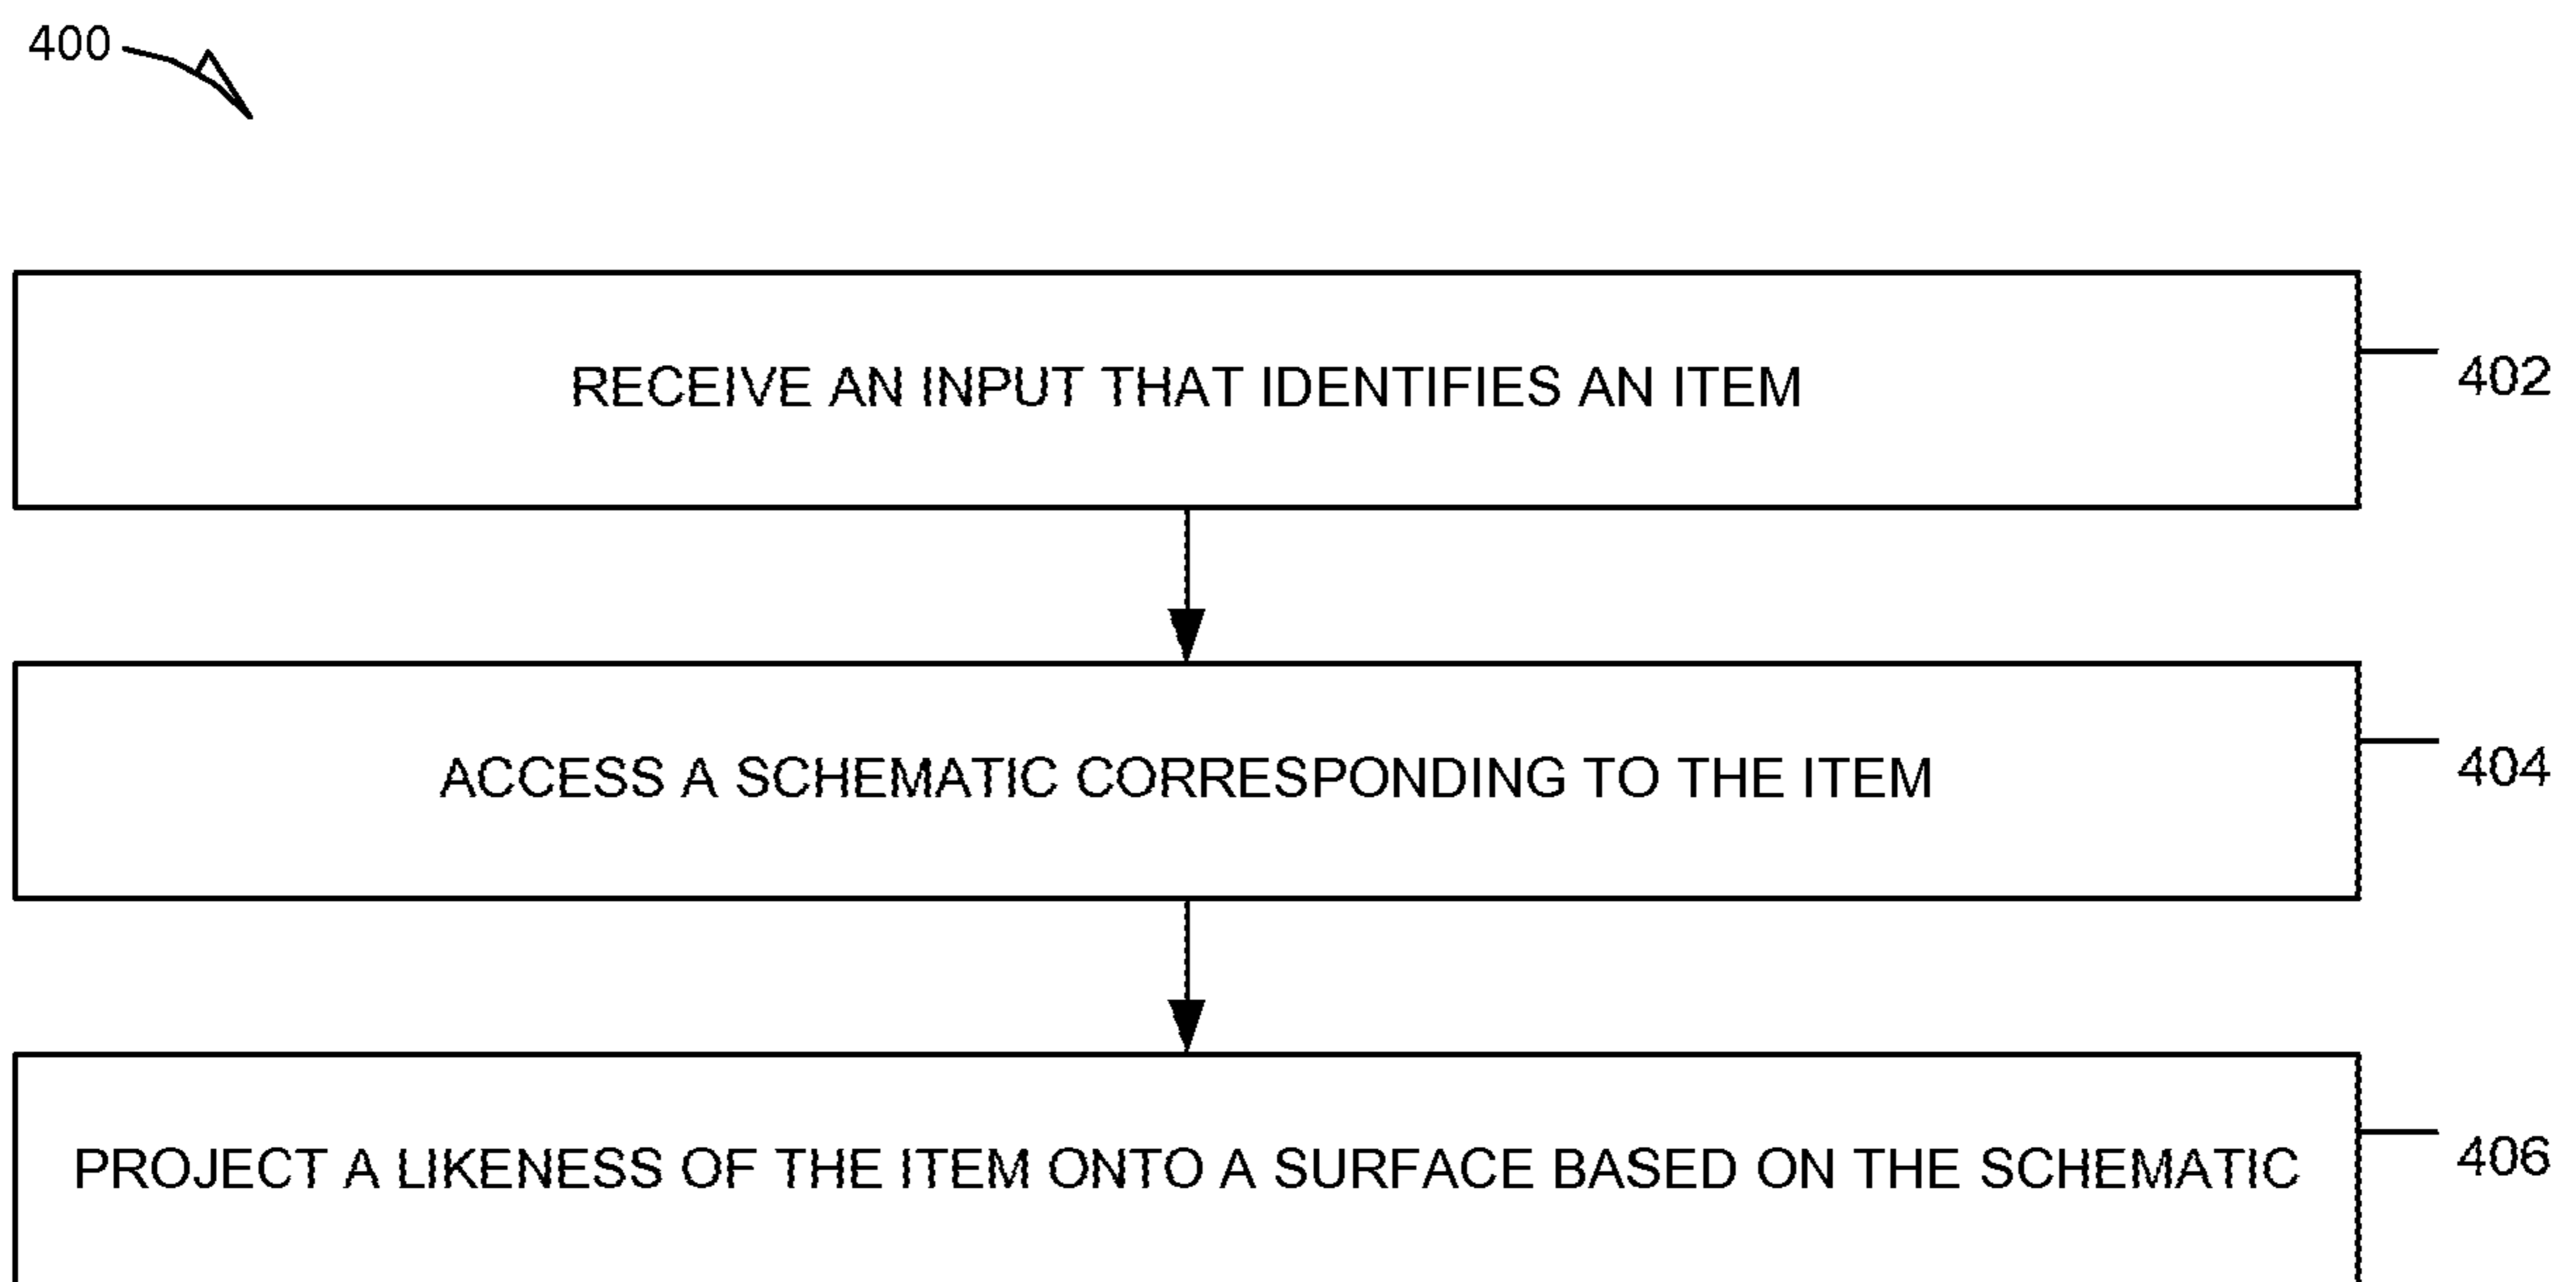 400
RECEIVE AN INPUT THAT IDENTIFIES AN ITEM
402
ACCESS A SCHEMATIC CORRESPONDING TO THE ITEM
404
PROJECT A LIKENESS OF THE ITEM ONTO A SURFACE BASED ON THE SCHEMATIC
406